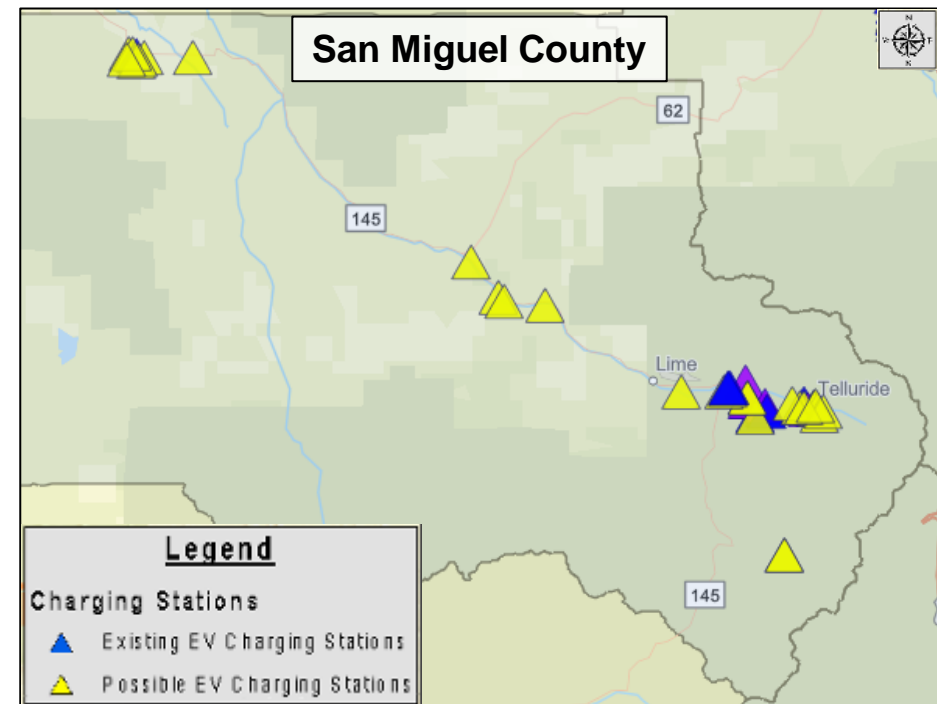 San Miguel County
N
62
145
Lime
Telluride
145
Legend
Charging Stations
Existing EV Charging Stations
Possible EV Charging Stations